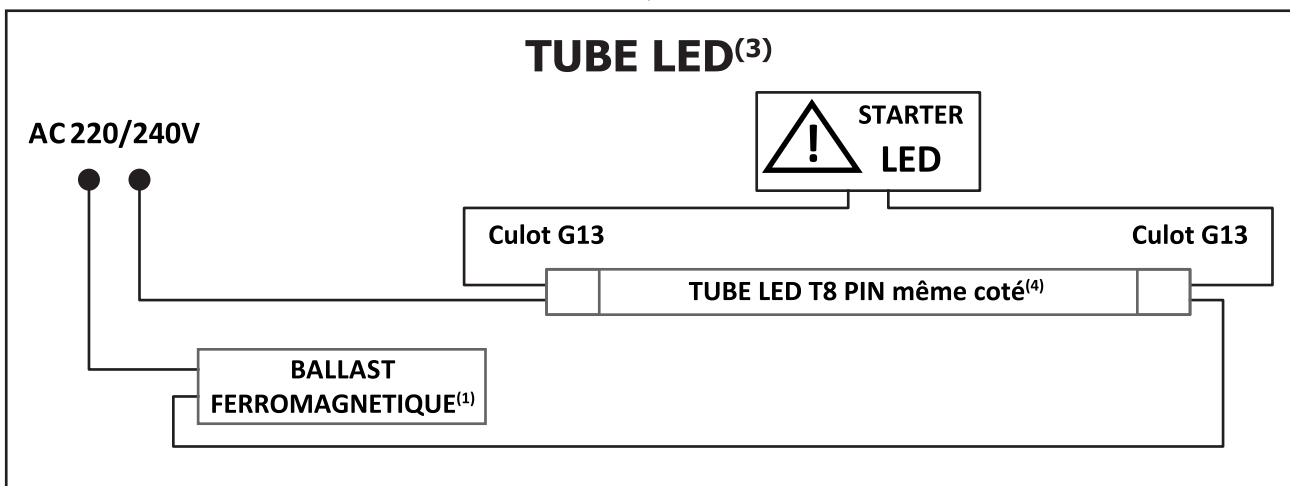 TUBE LED(3)
AC 220/240V
STARTER
LED
Culot G13
Culot G13
TUBE LED T8 PIN même coté(4)
BALLAST
FERROMAGNETIQUE(1)